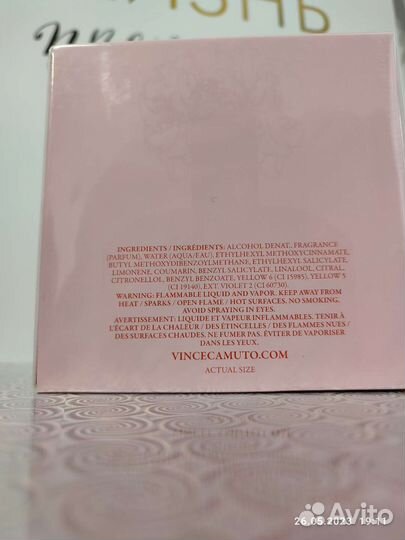 INGREDIENTS / INGRÉDIENTS: ALCOHOL DENAT., FRAGRANCE
(PARFUM), WATER (AQUA/EAU), ETHYLHEXYL METHOXYCINNAMATE,
BUTYL METHOXYDIBENZOYLMETHANE, ETHYLHEXYL SALICYLATE,
LIMONENE, COUMARIN, BENZYL SALICYLATE, LINALOOL, CITRAL,
CITRONELLOL, BENZYL BENZOATE, YELLOW 6 (CI 15985), YELLOW 5
(CI 19140), EXT. VIOLET 2 (CI 60730).
WARNING: FLAMMABLE LIQUID AND VAPOR. KEEP AWAY FROM
HEAT / SPARKS / OPEN FLAME / HOT SURFACES. NO SMOKING.
AVOID SPRAYING IN EYES.
AVERTISSEMENT: LIQUIDE ET VAPEUR INFLAMMABLES. TENIR À
L'ÉCART DE LA CHALEUR / DES ÉTINCELLES / DES FLAMMES NUES /
DES SURFACES CHAUDES. NE FUMER PAS. ÉVITER DE VAPORISER
DANS LES YEUX.
VINCECAMUTO.COM
ACTUAL SIZE
26.05.2023 19:11
Avito